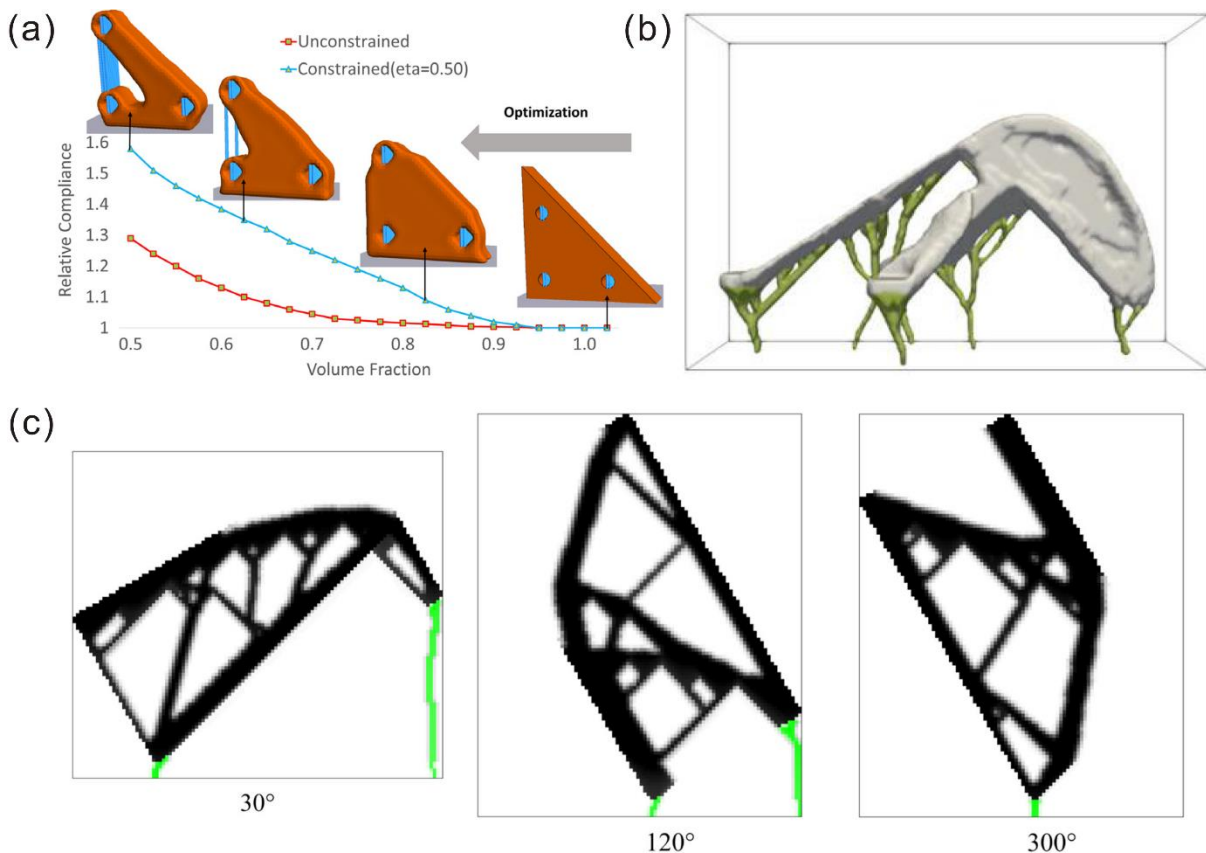 (a)
Unconstrained
Constrained(eta=0.50)
Optimization
Relative Compliance
1.6
1.5
1.4
1.3
1.2
1.1
1
0.5 0.6 0.7 0.8 0.9 1.0
Volume Fraction
(b)
(c)
30°
120°
300°